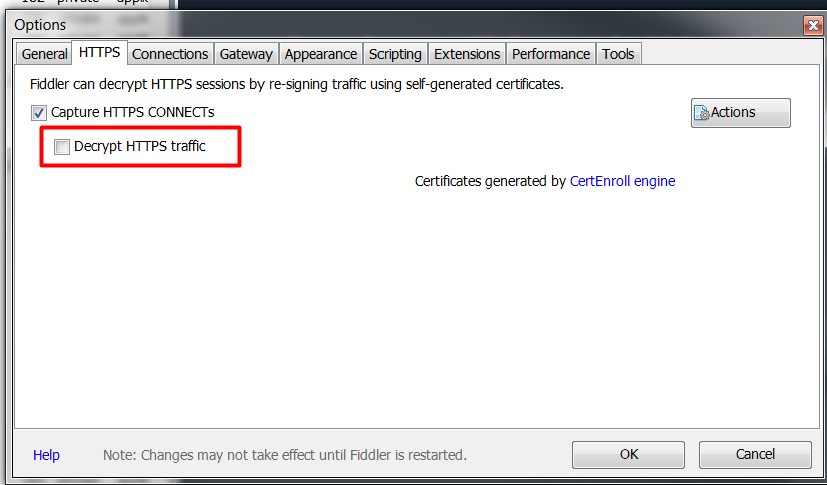 Options
General HTTPS Connections Gateway Appearance Scripting Extensions Performance Tools
Fiddler can decrypt HTTPS sessions by re-signing traffic using self-generated certificates.
Capture HTTPS CONNECTs Actions
Decrypt HTTPS traffic
Certificates generated by CertEnroll engine
Help Note: Changes may not take effect until Fiddler is restarted. OK Cancel